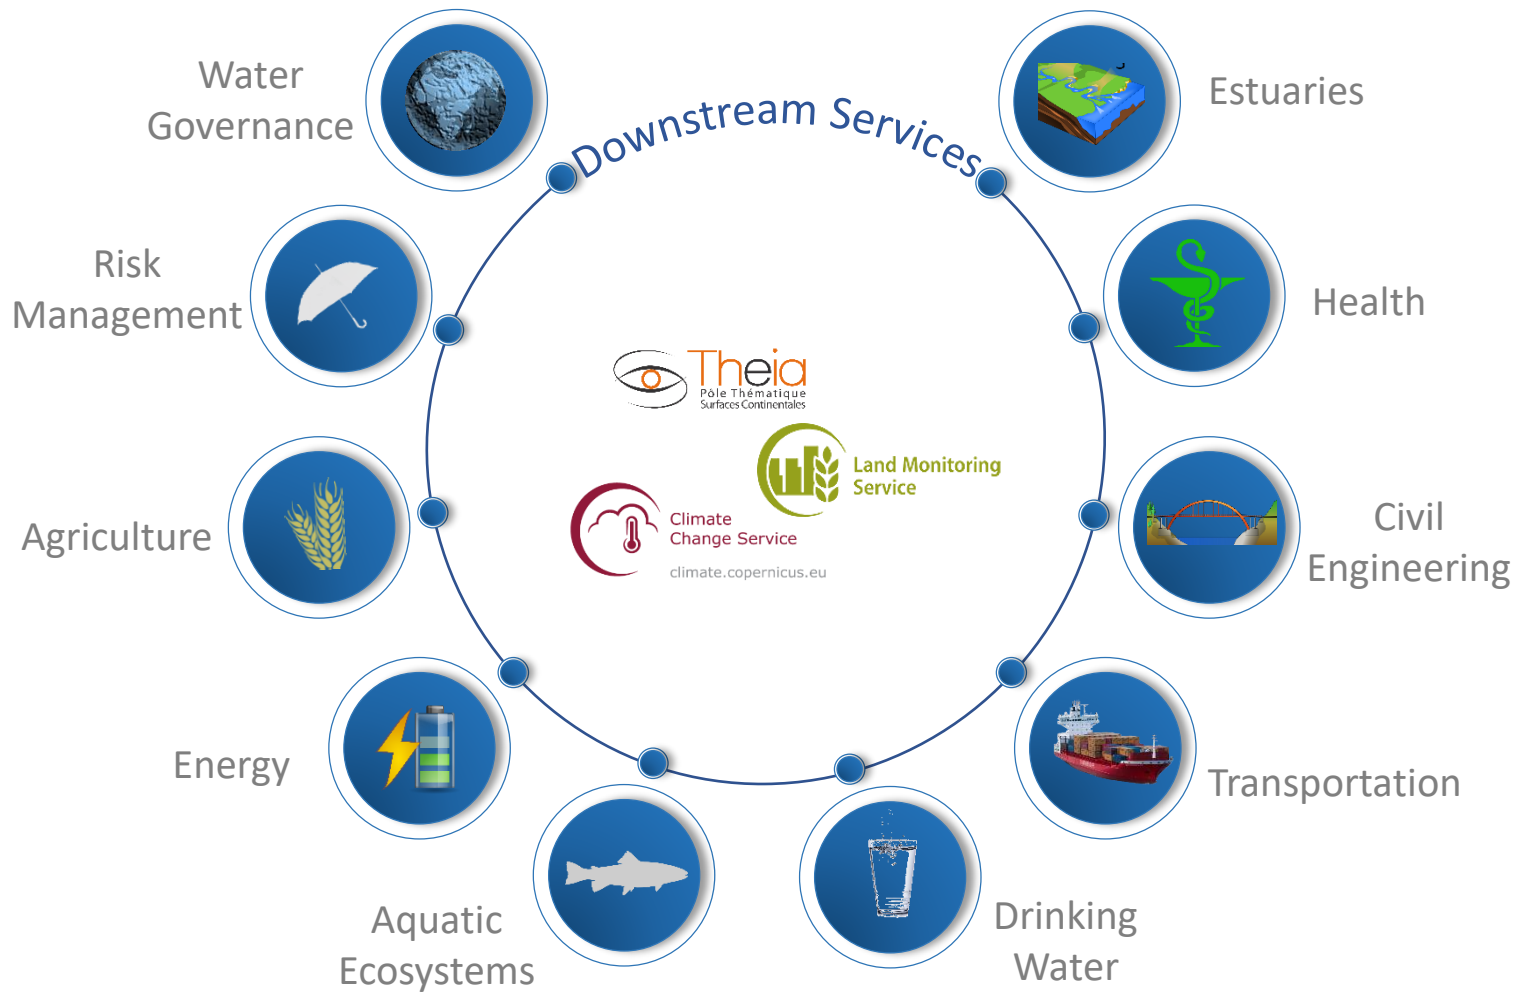 Downstream Services
Water
Governance
Estuaries
Risk
Management
Health
Theia
Pôle Thématique
Surfaces Continentales
Land Monitoring
Service
Climate
Change Service
climate.copernicus.eu
Agriculture
Civil
Engineering
Energy
Transportation
Aquatic
Ecosystems
Drinking
Water